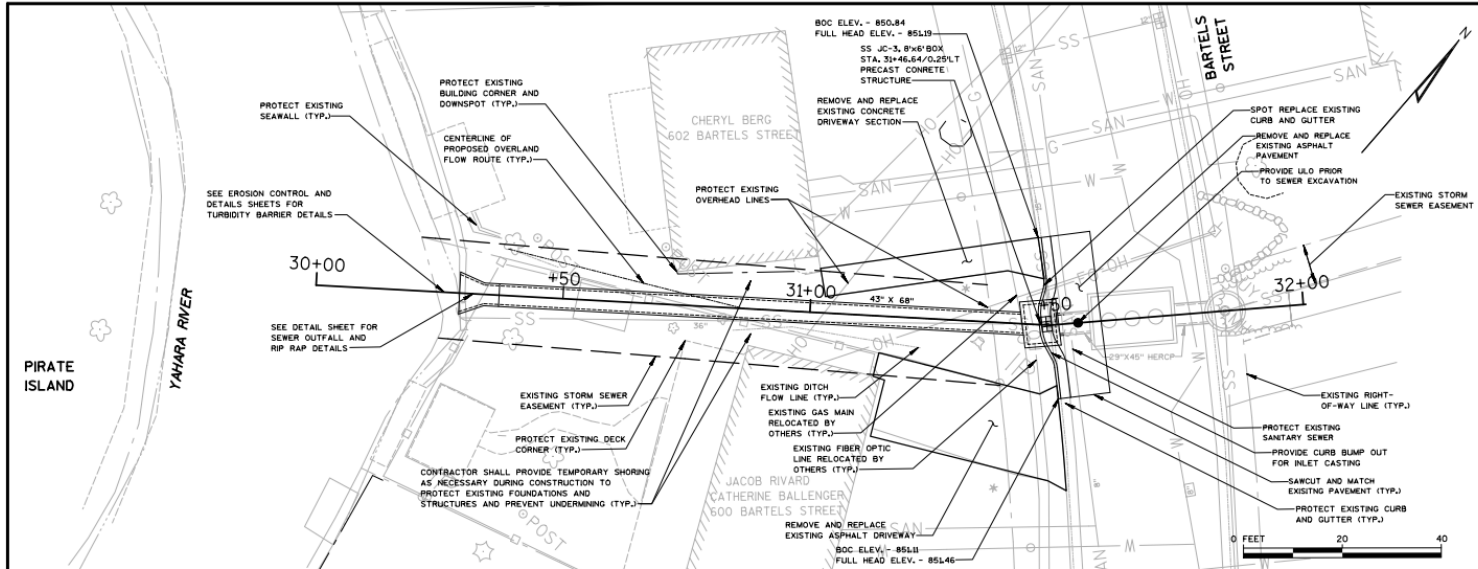 BOC ELEV. - 850.84
FULL HEAD ELEV. - 851.19
SS JC-3, 8'x6' BOX
STA. 31+46.64/0.25'LT
PRECAST CONRETE
STRUCTURE
REMOVE AND REPLACE
EXISTING CONCRETE
DRIVEWAY SECTION
BARTELS
STREET
N
PROTECT EXISTING
BUILDING CORNER AND
DOWNSPOT (TYP.)
PROTECT EXISTING
SEAWALL (TYP.)
CENTERLINE OF
PROPOSED OVERLAND
FLOW ROUTE (TYP.)
CHERYL BERG
602 BARTELS STREET
SPOT REPLACE EXISTING
CURB AND GUTTER
REMOVE AND REPLACE
EXISTING ASPHALT
PAVEMENT
PROVIDE ULO PRIOR
TO SEWER EXCAVATION
EXISTING STORM
SEWER EASEMENT
SEE EROSION CONTROL AND
DETAILS SHEETS FOR
TURBIDITY BARRIER DETAILS
PROTECT EXISTING
OVERHEAD LINES
30+00
+50
31+00
43" X 68"
+50
32+00
36"
SS
SS
29"X45" HERCP
SEE DETAIL SHEET FOR
SEWER OUTFALL AND
RIP RAP DETAILS
PIRATE
ISLAND
YAHARA RIVER
EXISTING STORM SEWER
EASEMENT (TYP.)
PROTECT EXISTING DECK
CORNER (TYP.)
CONTRACTOR SHALL PROVIDE TEMPORARY SHORING
AS NECESSARY DURING CONSTRUCTION TO
PROTECT EXISTING FOUNDATIONS AND
STRUCTURES AND PREVENT UNDERMINING (TYP.)
EXISTING DITCH
FLOW LINE (TYP.)
EXISTING GAS MAIN
RELOCATED BY
OTHERS (TYP.)
EXISTING FIBER OPTIC
LINE RELOCATED BY
OTHERS (TYP.)
JACOB RIVARD
CATHERINE BALLENGER
600 BARTELS STREET
REMOVE AND REPLACE
EXISTING ASPHALT DRIVEWAY
BOC ELEV. - 851.11
FULL HEAD ELEV. - 851.46
EXISTING RIGHT-
OF-WAY LINE (TYP.)
PROTECT EXISTING
SANITARY SEWER
PROVIDE CURB BUMP OUT
FOR INLET CASTING
SAWCUT AND MATCH
EXISITNG PAVEMENT (TYP.)
PROTECT EXISTING CURB
AND GUTTER (TYP.)
POST
SAN
SAN
W
0 FEET 20 40